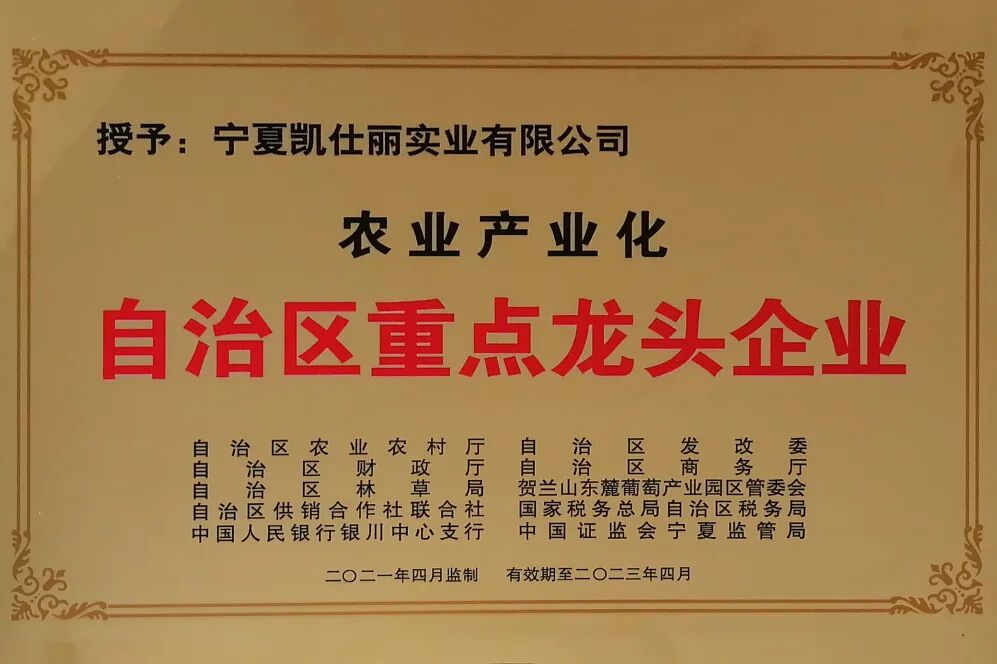 授予：宁夏凯仕丽实业有限公司
农业产业化
自治区重点龙头企业
自治区农业农村厅 自治区发改委
自治区财政厅 自治区商务厅
自治区林草局 贺兰山东麓葡萄产业园区管委会
自治区供销合作社联合社 国家税务总局自治区税务局
中国人民银行银川中心支行 中国证监会宁夏监管局
二〇二一年四月监制 有效期至二〇二三年四月